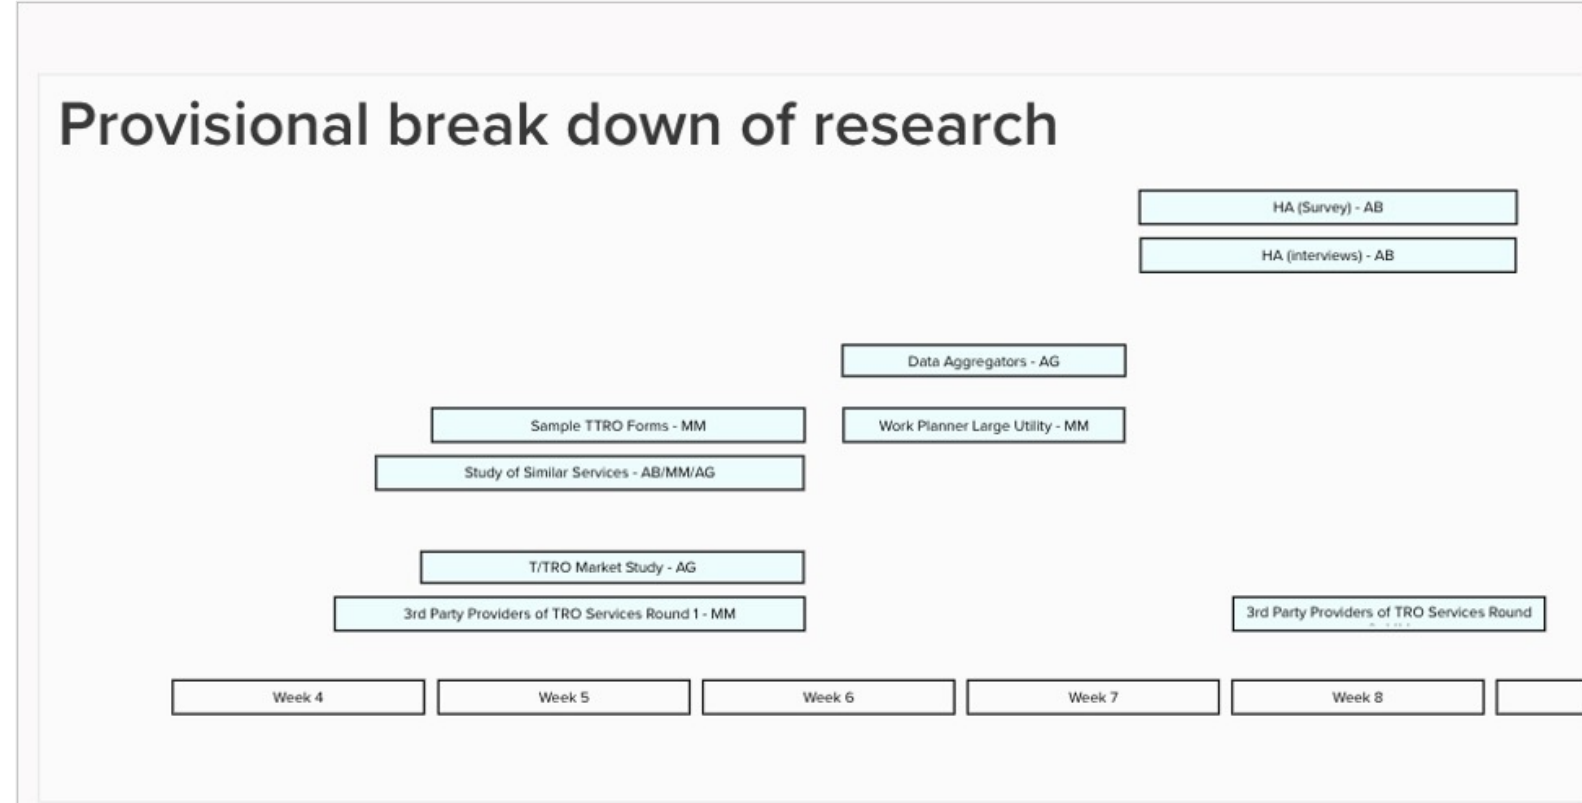 Provisional break down of research
HA (Survey) - AB
HA (interviews) - AB
Data Aggregators - AG
Sample TTRO Forms - MM
Work Planner Large Utility - MM
Study of Similar Services - AB/MM/AG
T/TRO Market Study - AG
3rd Party Providers of TRO Services Round 1 - MM
3rd Party Providers of TRO Services Round
Week 4
Week 5
Week 6
Week 7
Week 8